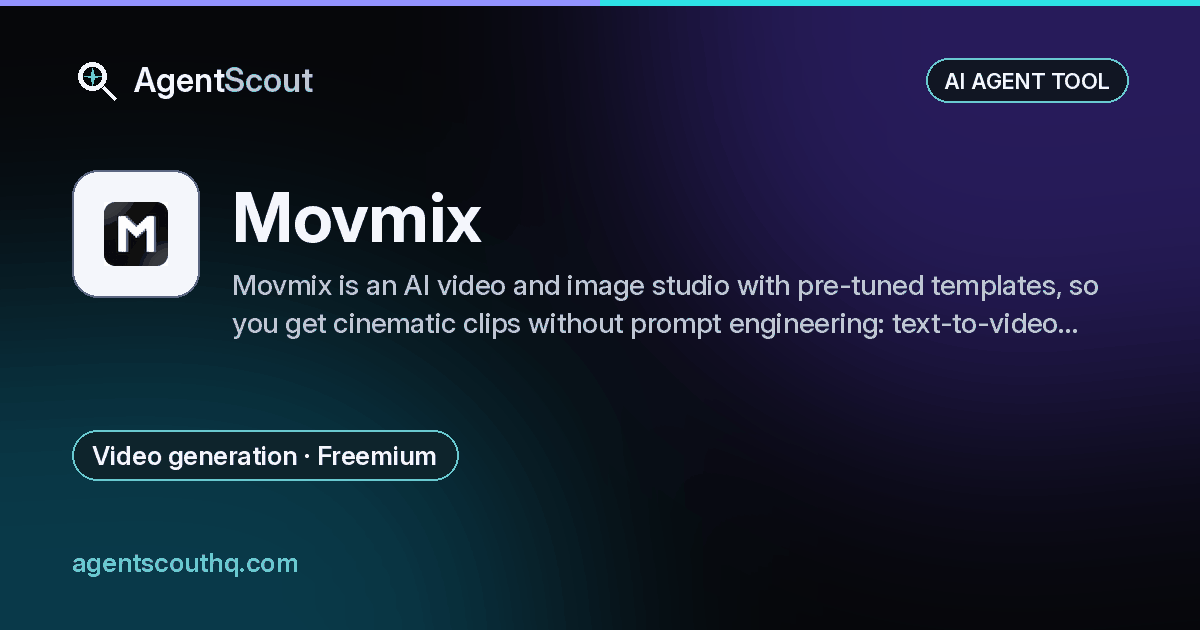 AgentScout
AI AGENT TOOL
M
Movmix
Movmix is an AI video and image studio with pre-tuned templates, so
you get cinematic clips without prompt engineering: text-to-video...
Video generation · Freemium
agentscouthq.com